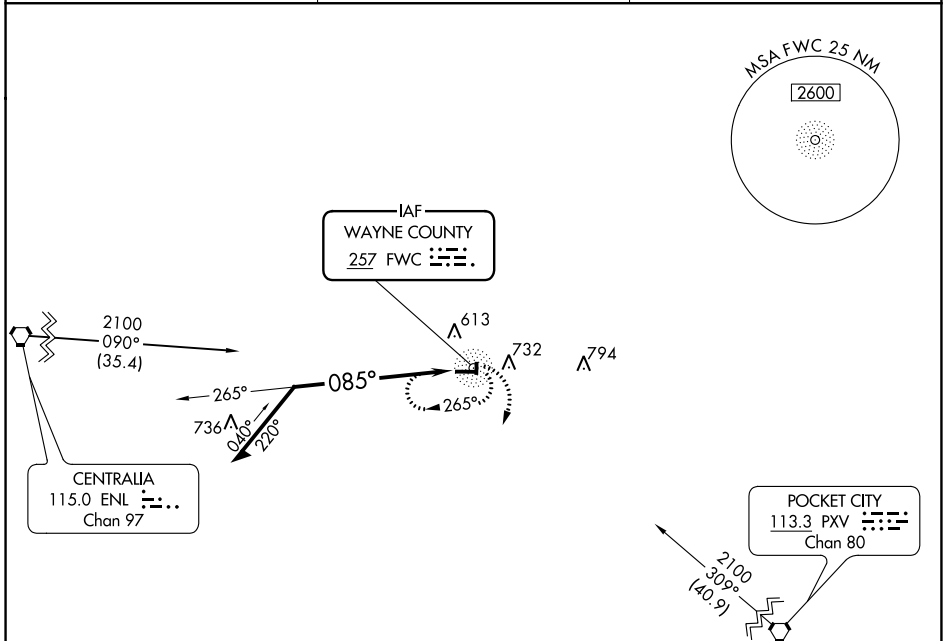 MSA FWC 25 NM
2600
IAF
WAYNE COUNTY
257 FWC
613
732
794
2100
090°
(35.4)
085°
265°
265°
736
040°
220°
CENTRALIA
115.0 ENL
Chan 97
POCKET CITY
113.3 PXV
Chan 80
2100
309°
(40.9)